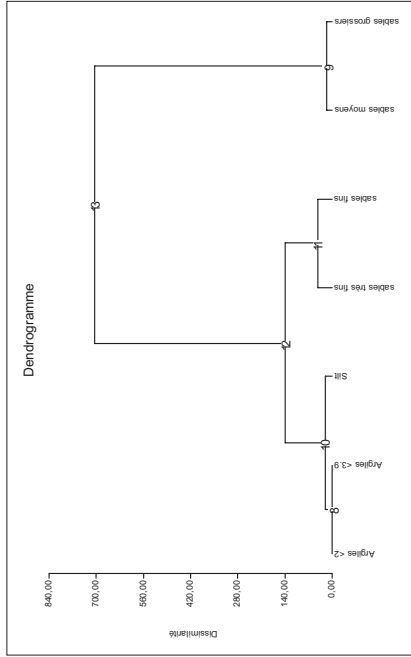 Dendrogramme
840,00
700,00
560,00
420,00
280,00
140,00
0,00
Dissimilarité
13
12
11
10
9
8
Argiles <2
Argiles <3.9
Silt
sables trés fins
sables fins
sables moyens
sables grossiers